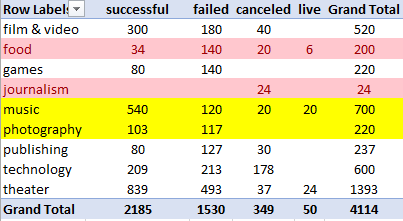 Row Labels successful failed canceled live Grand Total
film & video 300 180 40 520
food 34 140 20 6 200
games 80 140 220
journalism 24 24
music 540 120 20 20 700
photography 103 117 220
publishing 80 127 30 237
technology 209 213 178 600
theater 839 493 37 24 1393
Grand Total 2185 1530 349 50 4114